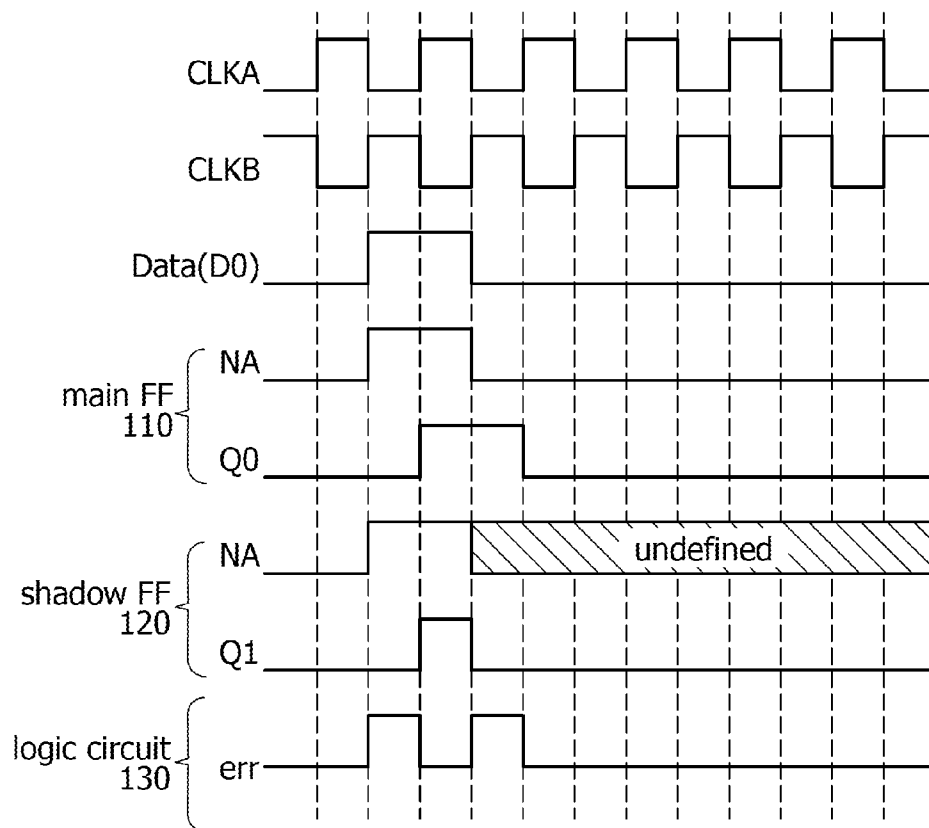 CLKA
CLKB
Data(D0)
main FF
110
NA
Q0
shadow FF
120
NA
undefined
Q1
logic circuit
130
err